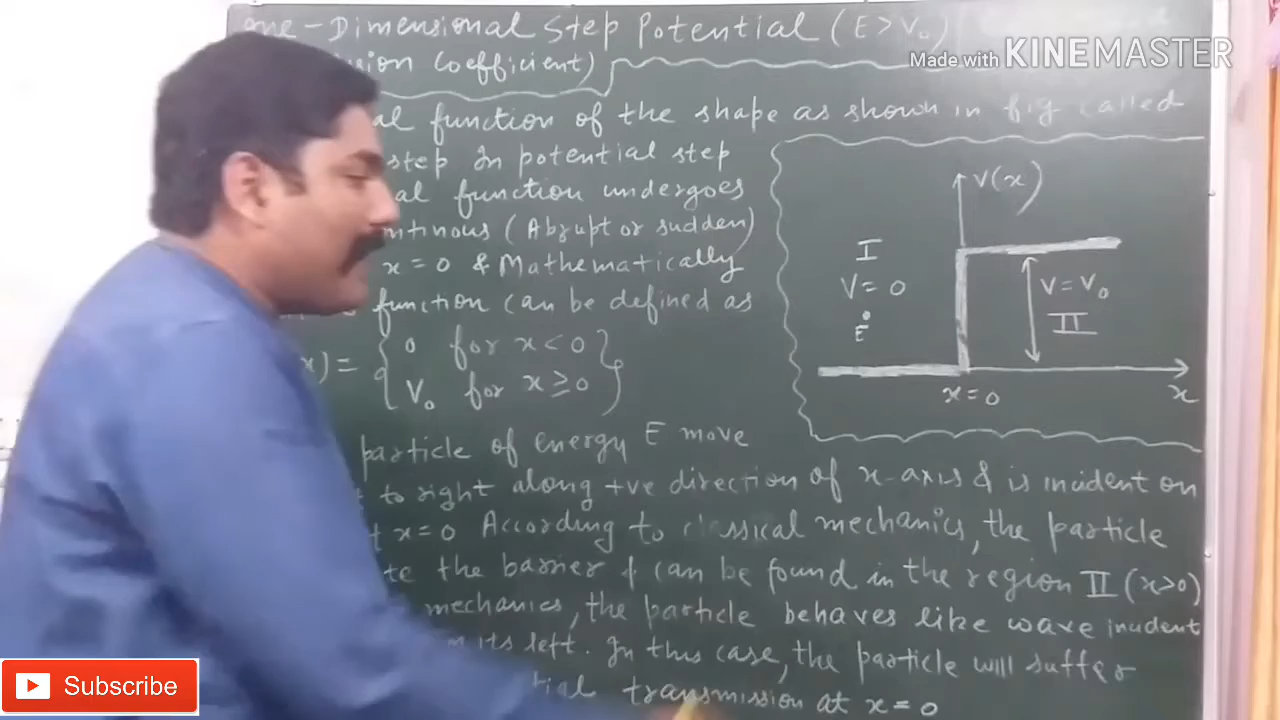 one-Dimensional Step Potential (E > V₀)
Coefficient)
Made with KINEMASTER
function of the shape as shown in fig called
step In potential step
function undergoes
(Abrupt or sudden)
x = 0 & Mathematically
function can be defined as
x) = { 0 for x < 0
V₀ for x ≥ 0 }
V(x)
I
V = 0
E
V = V₀
II
x = 0
x
particle of energy E move
to right along +ve direction of x-axis & is incident on
x = 0 According to classical mechanics, the particle
the barrier & can be found in the region II (x>0)
mechanics, the particle behaves like wave incident
its left. In this case, the particle will suffer
transmission at x = 0
Subscribe